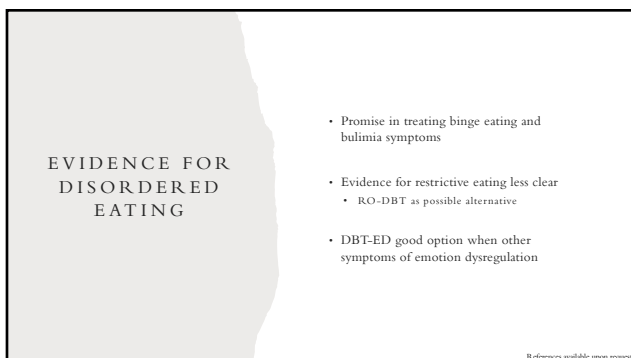 EVIDENCE FOR
DISORDERED
EATING
• Promise in treating binge eating and
bulimia symptoms
• Evidence for restrictive eating less clear
• RO-DBT as possible alternative
• DBT-ED good option when other
symptoms of emotion dysregulation
References available upon request